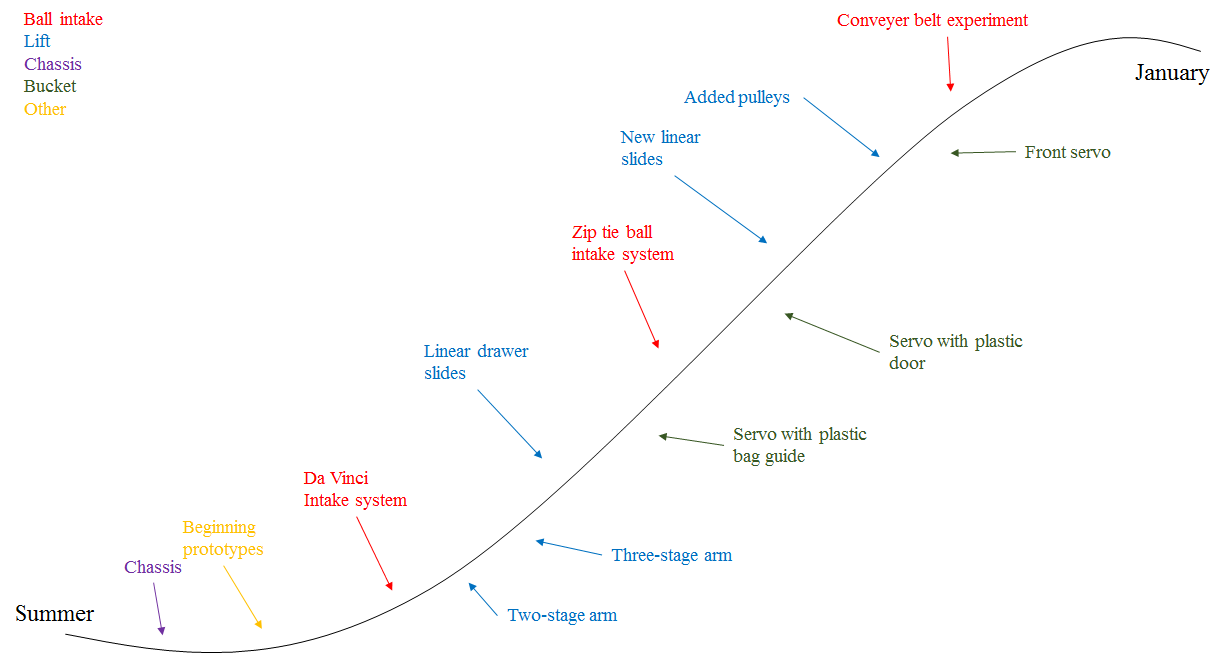 Ball intake
Lift
Chassis
Bucket
Other
Conveyer belt experiment
January
Added pulleys
New linear
slides
Front servo
Zip tie ball
intake system
Servo with plastic
door
Linear drawer
slides
Servo with plastic
bag guide
Da Vinci
Intake system
Beginning
prototypes
Chassis
Three-stage arm
Summer
Two-stage arm